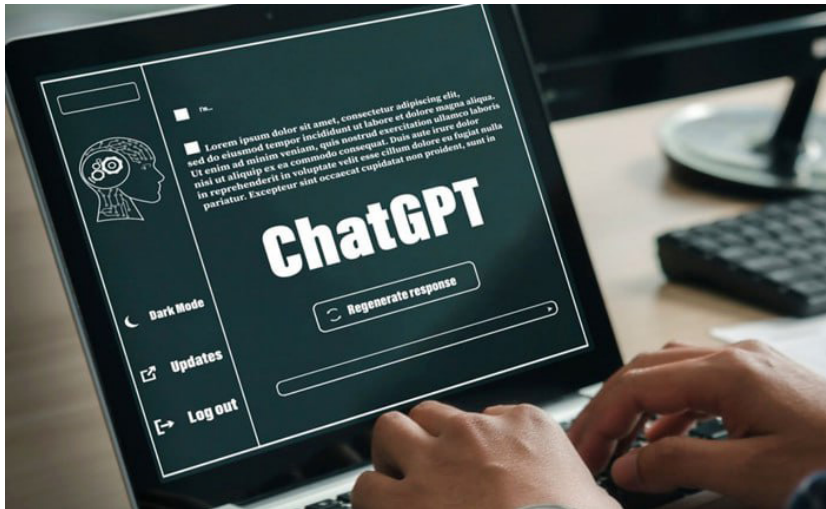 I'm...
Lorem ipsum dolor sit amet, consectetur adipiscing elit,
sed do eiusmod tempor incididunt ut labore et dolore magna aliqua.
Ut enim ad minim veniam, quis nostrud exercitation ullamco laboris
nisi ut aliquip ex ea commodo consequat. Duis aute irure dolor
in reprehenderit in voluptate velit esse cillum dolore eu fugiat nulla
pariatur. Excepteur sint occaecat cupidatat non proident, sunt in
ChatGPT
Regenerate response
Dark Mode
Updates
Log out